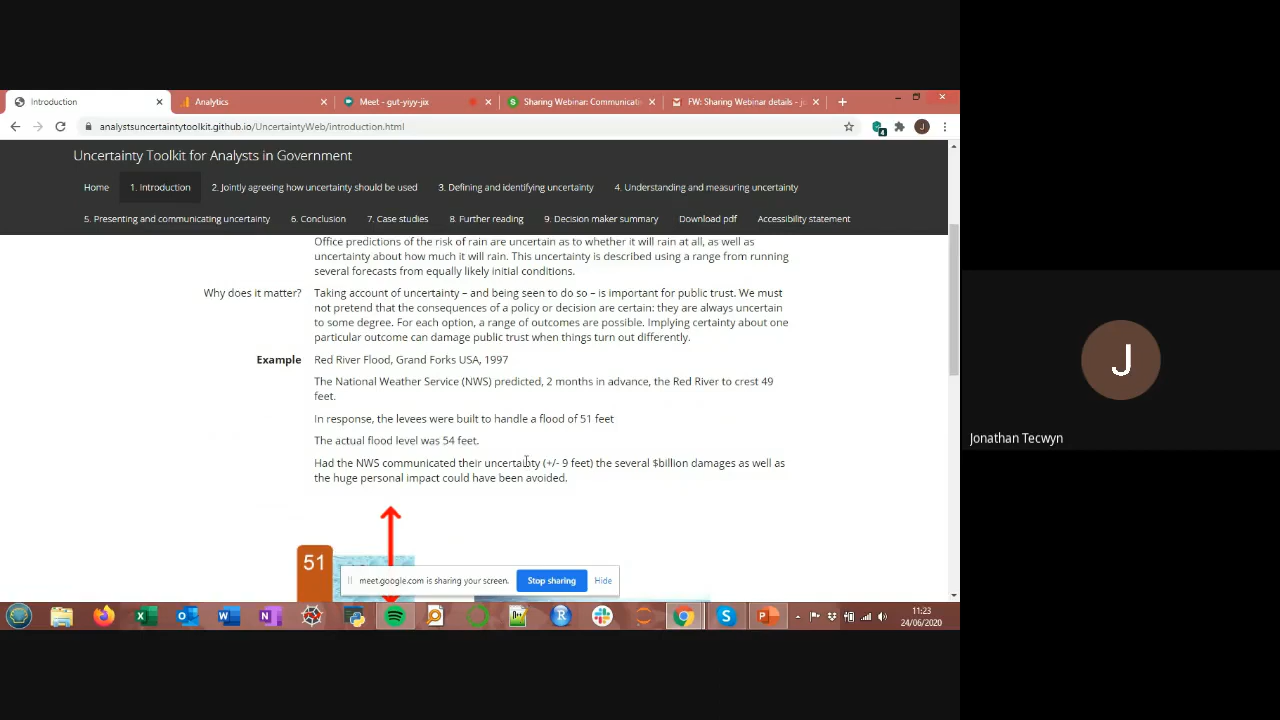 Introduction
Analytics
Meet - gut-yiyy-jix
Sharing Webinar: Communicati
FW: Sharing Webinar details - jo
analystsuncertaintytoolkit.github.io/UncertaintyWeb/introduction.html
4
J
Uncertainty Toolkit for Analysts in Government
Home 1. Introduction 2. Jointly agreeing how uncertainty should be used 3. Defining and identifying uncertainty 4. Understanding and measuring uncertainty
5. Presenting and communicating uncertainty 6. Conclusion 7. Case studies 8. Further reading 9. Decision maker summary Download pdf Accessibility statement
Office predictions of the risk of rain are uncertain as to whether it will rain at all, as well as
uncertainty about how much it will rain. This uncertainty is described using a range from running
several forecasts from equally likely initial conditions.
Why does it matter? Taking account of uncertainty – and being seen to do so – is important for public trust. We must
not pretend that the consequences of a policy or decision are certain: they are always uncertain
to some degree. For each option, a range of outcomes are possible. Implying certainty about one
particular outcome can damage public trust when things turn out differently.
Example Red River Flood, Grand Forks USA, 1997
The National Weather Service (NWS) predicted, 2 months in advance, the Red River to crest 49
feet.
In response, the levees were built to handle a flood of 51 feet
The actual flood level was 54 feet.
Had the NWS communicated their uncertainty (+/- 9 feet) the several $billion damages as well as
the huge personal impact could have been avoided.
51
meet.google.com is sharing your screen. Stop sharing Hide
11:23
24/06/2020
J
Jonathan Tecwyn